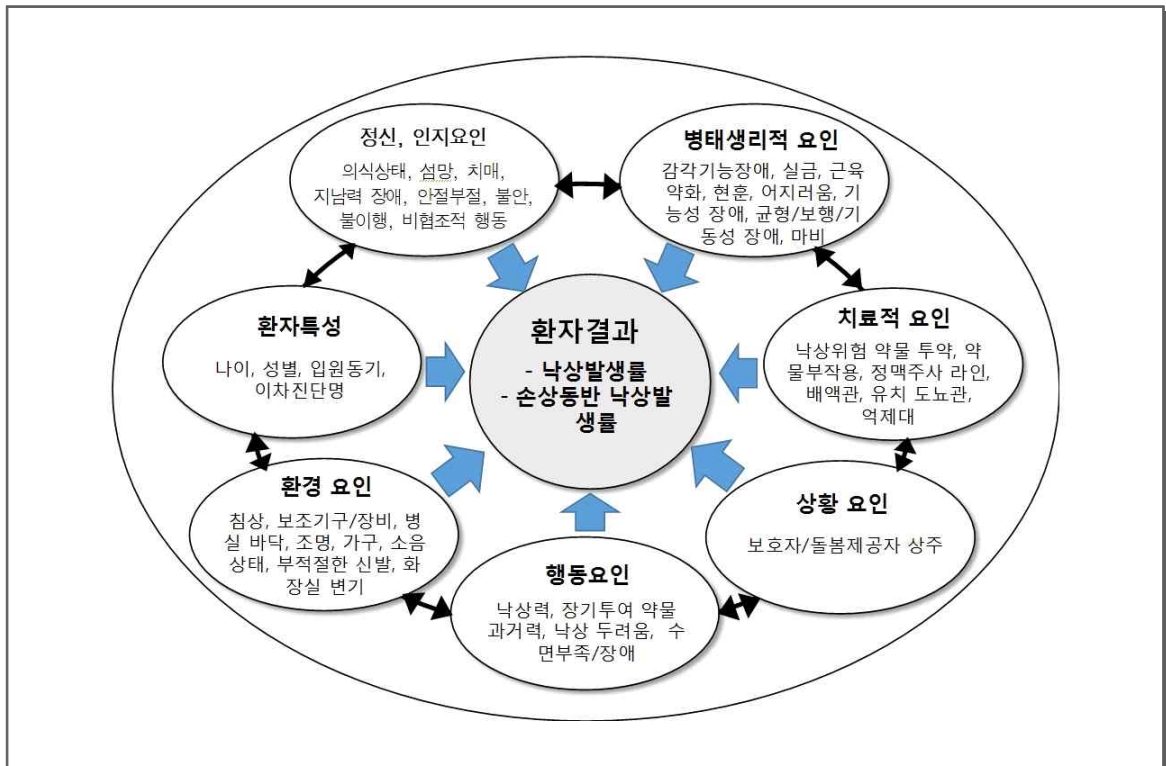 정신, 인지요인
의식상태, 섬망, 치매,
지남력 장애, 안절부절, 불안,
불이행, 비협조적 행동
병태생리적 요인
감각기능장애, 실금, 근육
약화, 현훈, 어지러움, 기
능성 장애, 균형/보행/기
동성 장애, 마비
환자특성
나이, 성별, 입원동기,
이차진단명
환자결과
- 낙상발생률
- 손상동반 낙상발
생률
치료적 요인
낙상위험 약물 투약, 약
물부작용, 정맥주사 라인,
배액관, 유치 도뇨관,
억제대
환경 요인
침상, 보조기구/장비, 병
실 바닥, 조명, 가구, 소음
상태, 부적절한 신발, 화
장실 변기
행동요인
낙상력, 장기투여 약물
과거력, 낙상 두려움, 수
면부족/장애
상황 요인
보호자/돌봄제공자 상주